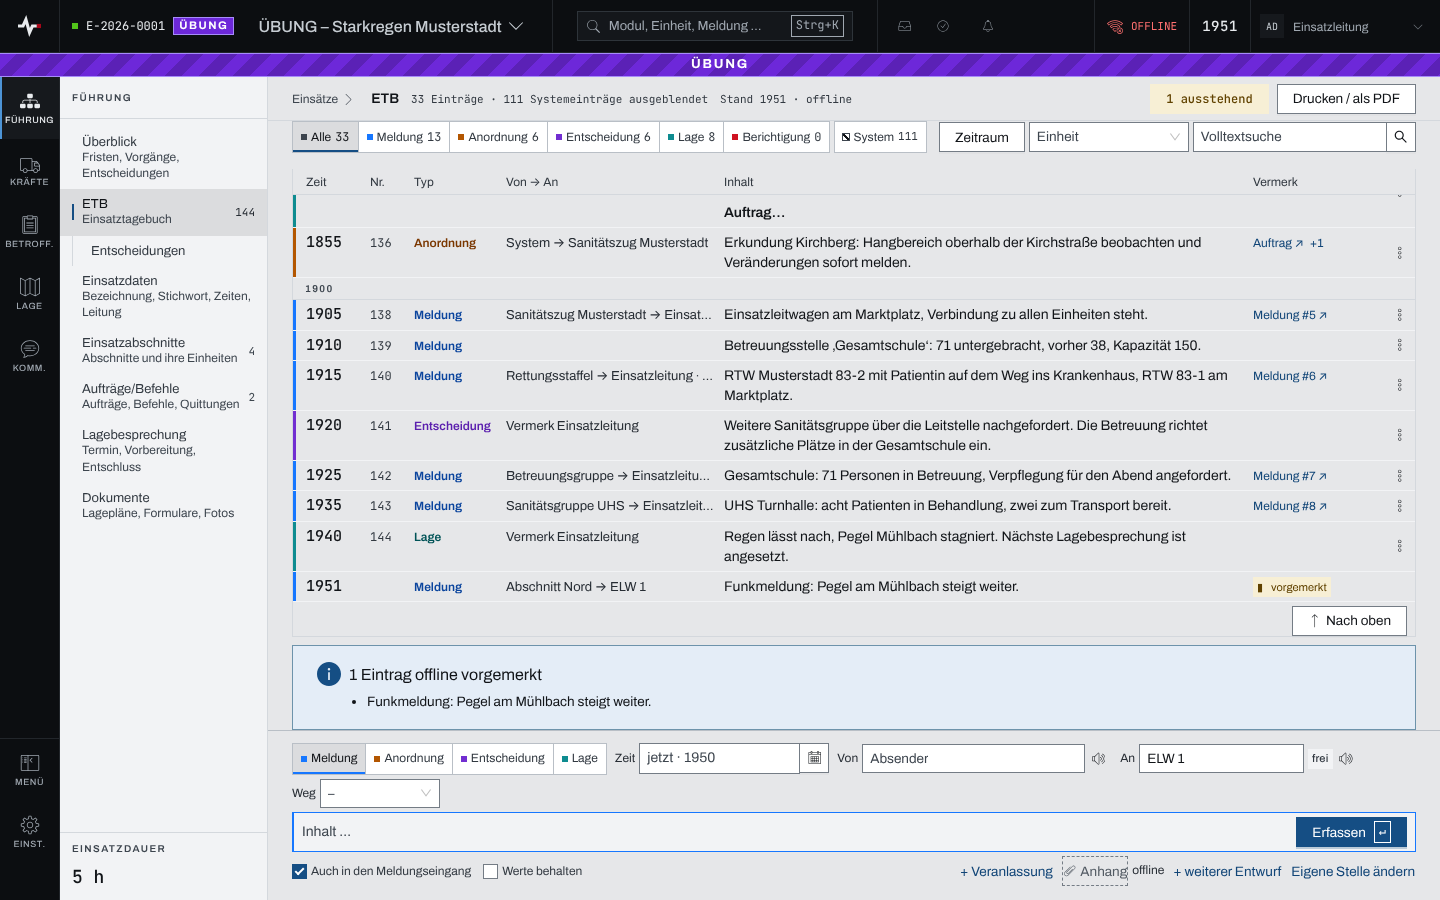 E-2026-0001 ÜBUNG ÜBUNG – Starkregen Musterstadt Modul, Einheit, Meldung ... Strg+K OFFLINE 1951 AD Einsatzleitung
ÜBUNG
FÜHRUNG
KRÄFTE
BETROFF.
LAGE
KOMM.
MENÜ
EINST.
FÜHRUNG
Überblick
Fristen, Vorgänge,
Entscheidungen
ETB
Einsatztagebuch 144
Entscheidungen
Einsatzdaten
Bezeichnung, Stichwort, Zeiten,
Leitung
Einsatzabschnitte
Abschnitte und ihre Einheiten 4
Aufträge/Befehle
Aufträge, Befehle, Quittungen 2
Lagebesprechung
Termin, Vorbereitung,
Entschluss
Dokumente
Lagepläne, Formulare, Fotos
EINSATZDAUER
5 h
Einsätze ETB 33 Einträge · 111 Systemeinträge ausgeblendet Stand 1951 · offline 1 ausstehend Drucken / als PDF
Alle 33 Meldung 13 Anordnung 6 Entscheidung 6 Lage 8 Berichtigung 0 System 111 Zeitraum Einheit Volltextsuche
Zeit Nr. Typ Von → An Inhalt Vermerk
Auftrag...
1855 136 Anordnung System → Sanitätszug Musterstadt Erkundung Kirchberg: Hangbereich oberhalb der Kirchstraße beobachten und Auftrag ↗ +1
Veränderungen sofort melden.
1900
1905 138 Meldung Sanitätszug Musterstadt → Einsat... Einsatzleitwagen am Marktplatz, Verbindung zu allen Einheiten steht. Meldung #5 ↗
1910 139 Meldung Betreuungsstelle ‚Gesamtschule‘: 71 untergebracht, vorher 38, Kapazität 150.
1915 140 Meldung Rettungsstaffel → Einsatzleitung · ... RTW Musterstadt 83-2 mit Patientin auf dem Weg ins Krankenhaus, RTW 83-1 am Meldung #6 ↗
Marktplatz.
1920 141 Entscheidung Vermerk Einsatzleitung Weitere Sanitätsgruppe über die Leitstelle nachgefordert. Die Betreuung richtet
zusätzliche Plätze in der Gesamtschule ein.
1925 142 Meldung Betreuungsgruppe → Einsatzleitu... Gesamtschule: 71 Personen in Betreuung, Verpflegung für den Abend angefordert. Meldung #7 ↗
1935 143 Meldung Sanitätsgruppe UHS → Einsatzleit... UHS Turnhalle: acht Patienten in Behandlung, zwei zum Transport bereit. Meldung #8 ↗
1940 144 Lage Vermerk Einsatzleitung Regen lässt nach, Pegel Mühlbach stagniert. Nächste Lagebesprechung ist
angesetzt.
1951 Meldung Abschnitt Nord → ELW 1 Funkmeldung: Pegel am Mühlbach steigt weiter. vorgemerkt
↑ Nach oben
1 Eintrag offline vorgemerkt
• Funkmeldung: Pegel am Mühlbach steigt weiter.
Meldung Anordnung Entscheidung Lage Zeit jetzt · 1950 Von Absender An ELW 1 frei
Weg –
Inhalt ... Erfassen ↵
Auch in den Meldungseingang Werte behalten + Veranlassung Anhang offline + weiterer Entwurf Eigene Stelle ändern